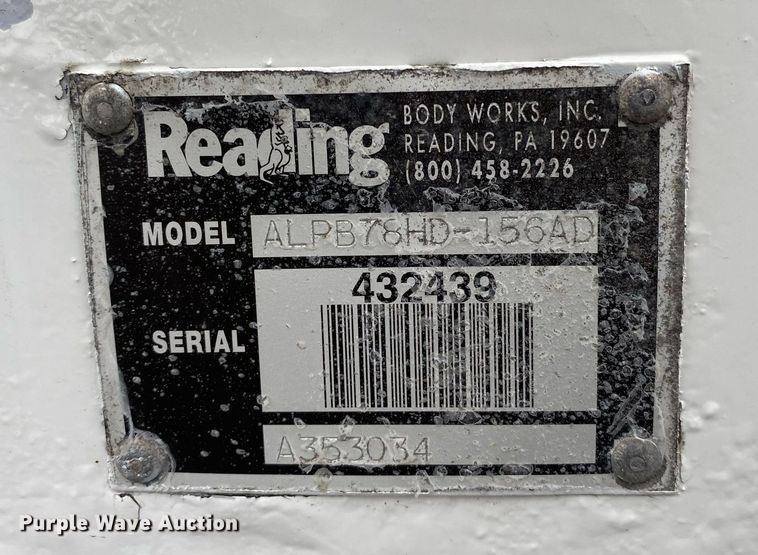 Reading
BODY WORKS, INC.
READING, PA 19607
(800) 458-2226
MODEL ALPB78HD-156AD
432439
SERIAL
A353034
Purple Wave Auction